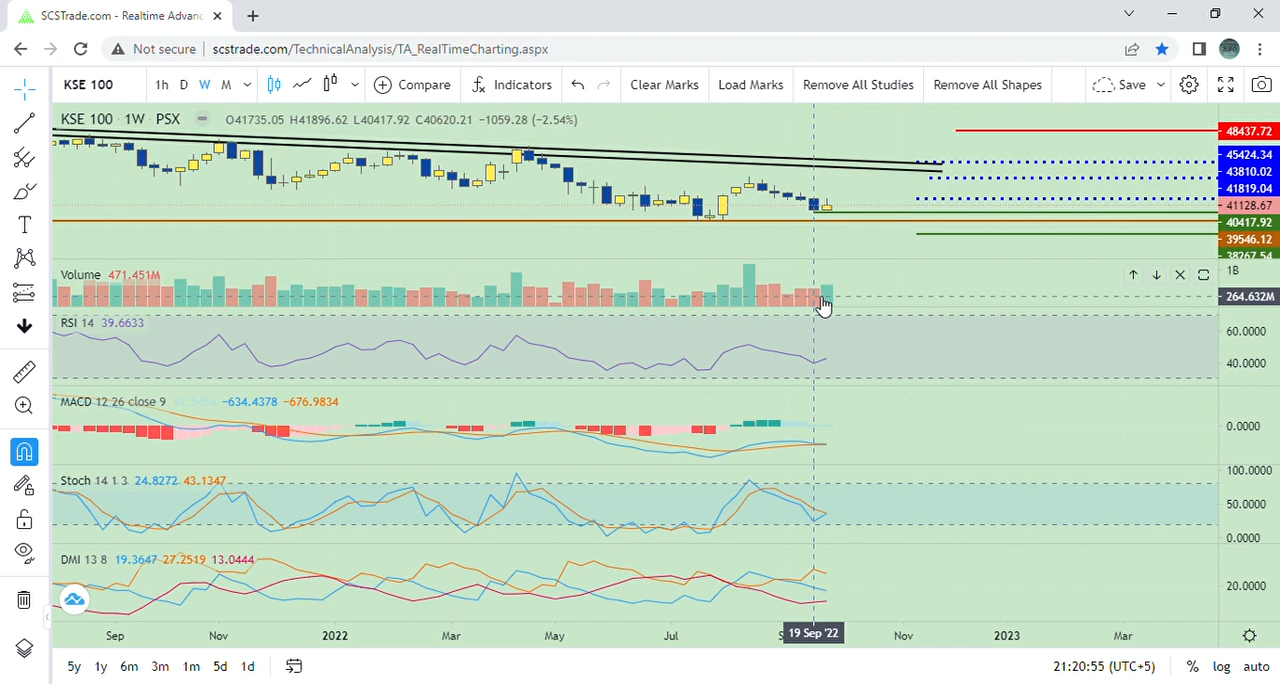 SCSTrade.com - Realtime Advanc
Not secure scstrade.com/TechnicalAnalysis/TA_RealTimeCharting.aspx
KSE 100 1h D W M Compare Indicators Clear Marks Load Marks Remove All Studies Remove All Shapes Save
KSE 100 · 1W · PSX O41735.05 H41896.62 L40417.92 C40620.21 −1059.28 (−2.54%)
48437.72
45424.34
43810.02
41819.04
41128.67
40417.92
39546.12
38267.54
Volume 471.451M
1B
264.632M
RSI 14 39.6633
60.0000
40.0000
MACD 12 26 close 9 −634.4378 −676.9834
0.0000
Stoch 14 1 3 24.8272 43.1347
100.0000
50.0000
0.0000
DMI 13 8 19.3647 27.2519 13.0444
20.0000
Sep Nov 2022 Mar May Jul S 19 Sep '22 Nov 2023 Mar
5y 1y 6m 3m 1m 5d 1d 21:20:55 (UTC+5) % log auto